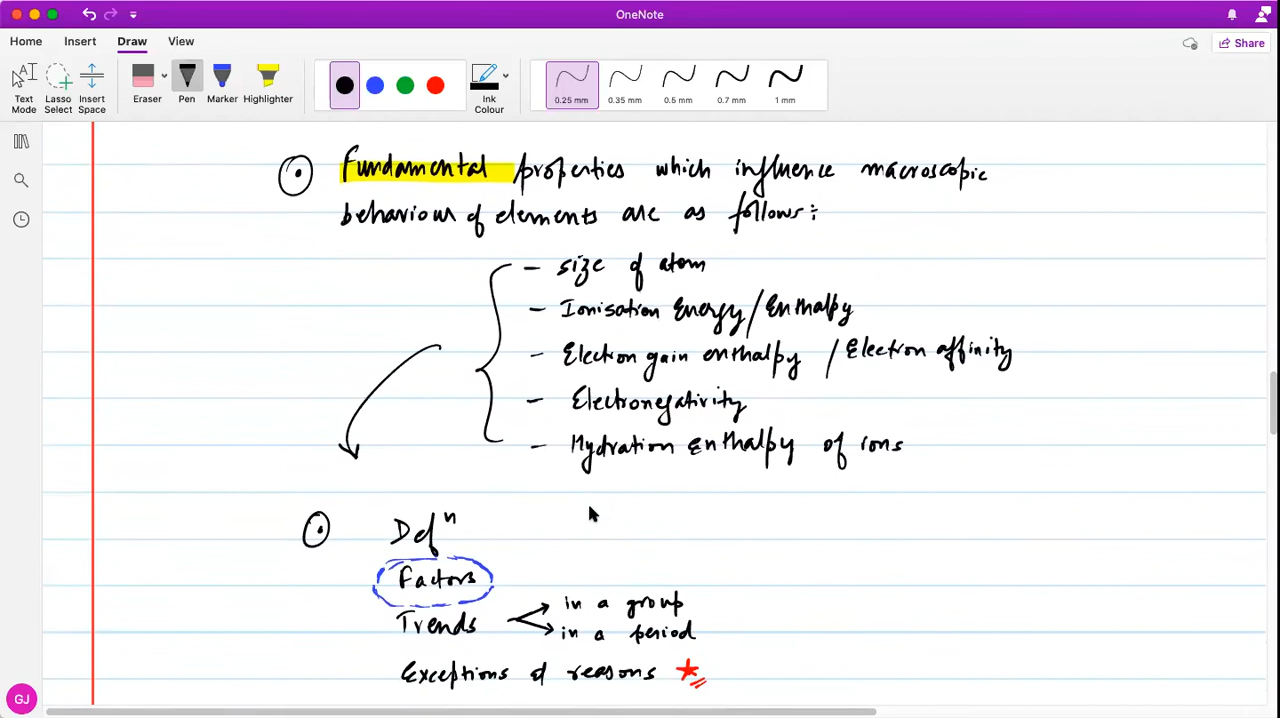 OneNote
Home Insert Draw View
Share
Text Mode
Lasso Select
Insert Space
Eraser
Pen
Marker
Highlighter
Ink Colour
0.25 mm
0.35 mm
0.5 mm
0.7 mm
1 mm
Fundamental properties which influence macroscopic
behaviour of elements are as follows:
- size of atom
- Ionisation Energy/Enthalpy
- Electron gain enthalpy / Electron affinity
- Electronegativity
- Hydration enthalpy of ions
Defⁿ
Factors
Trends
in a group
in a period
Exceptions & reasons
GJ